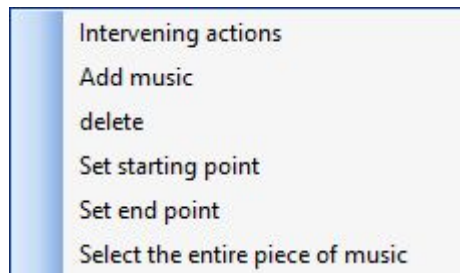 Intervening actions
Add music
delete
Set starting point
Set end point
Select the entire piece of music